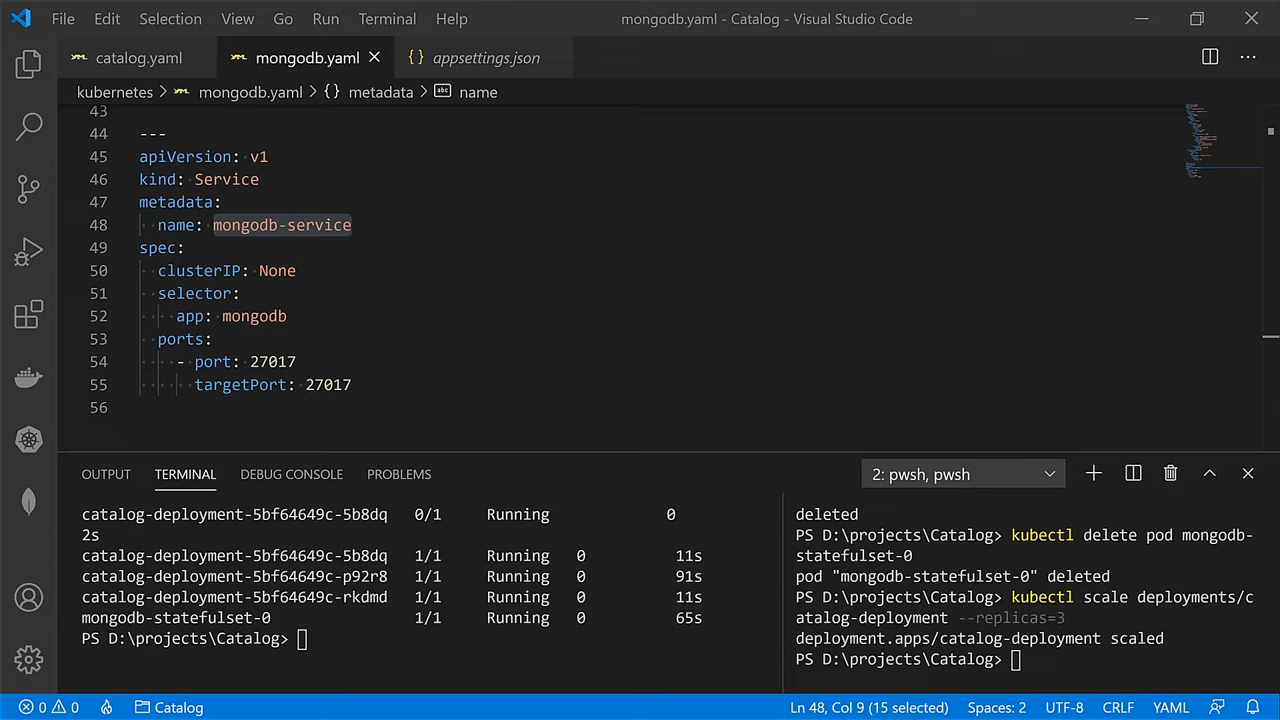 File Edit Selection View Go Run Terminal Help mongodb.yaml - Catalog - Visual Studio Code
catalog.yaml mongodb.yaml {} appsettings.json
kubernetes > mongodb.yaml > {} metadata > abc name
43
44 ---
45 apiVersion: v1
46 kind: Service
47 metadata:
48 name: mongodb-service
49 spec:
50 clusterIP: None
51 selector:
52 app: mongodb
53 ports:
54 - port: 27017
55 targetPort: 27017
56
OUTPUT TERMINAL DEBUG CONSOLE PROBLEMS 2: pwsh, pwsh
catalog-deployment-5bf64649c-5b8dq 0/1 Running 0
2s
catalog-deployment-5bf64649c-5b8dq 1/1 Running 0 11s
catalog-deployment-5bf64649c-p92r8 1/1 Running 0 91s
catalog-deployment-5bf64649c-rkdmd 1/1 Running 0 11s
mongodb-statefulset-0 1/1 Running 0 65s
PS D:\projects\Catalog>
deleted
PS D:\projects\Catalog> kubectl delete pod mongodb-
statefulset-0
pod "mongodb-statefulset-0" deleted
PS D:\projects\Catalog> kubectl scale deployments/c
atalog-deployment --replicas=3
deployment.apps/catalog-deployment scaled
PS D:\projects\Catalog>
0 0 Catalog Ln 48, Col 9 (15 selected) Spaces: 2 UTF-8 CRLF YAML